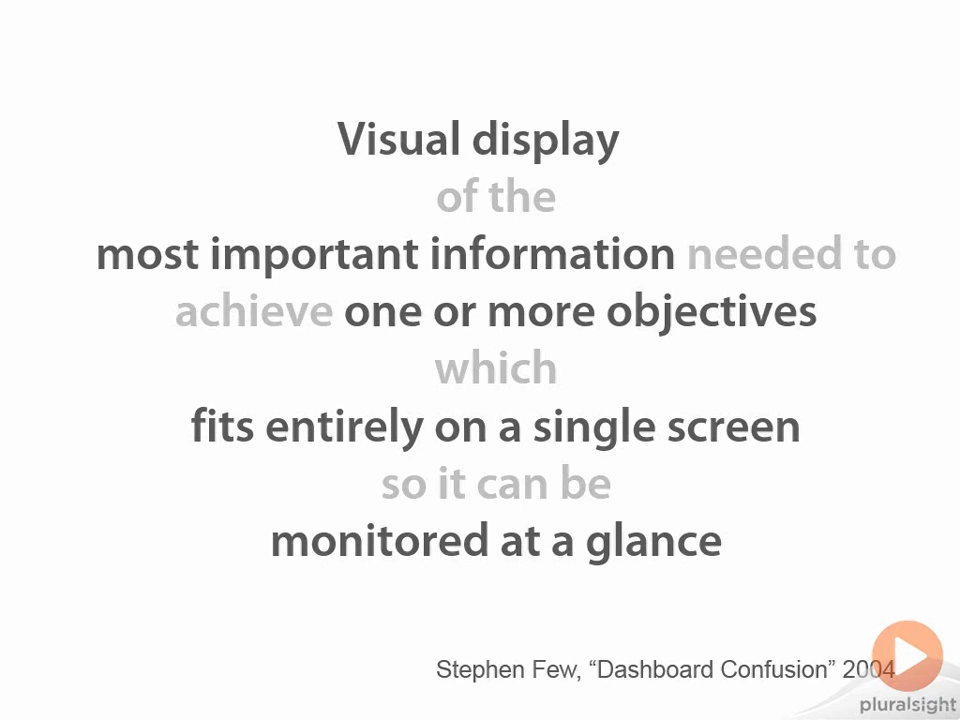 Visual display
of the
most important information needed to
achieve one or more objectives
which
fits entirely on a single screen
so it can be
monitored at a glance
Stephen Few, “Dashboard Confusion” 2004
pluralsight